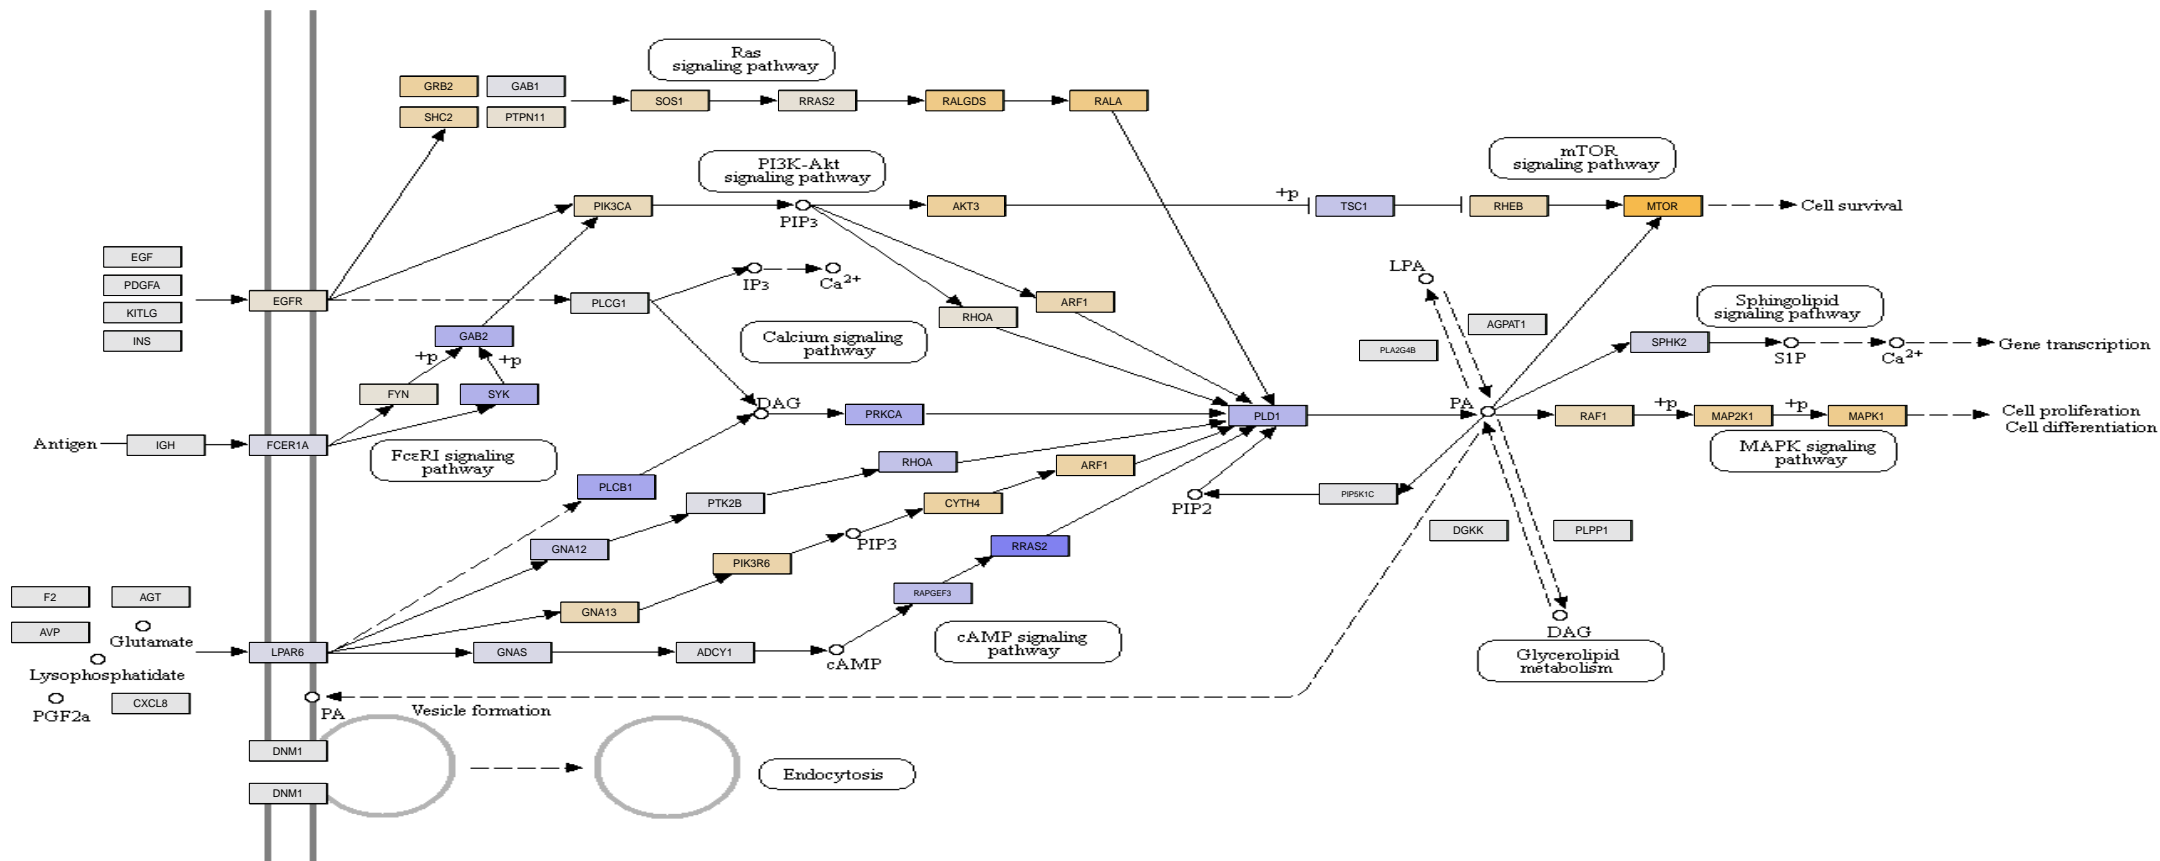 Ras
signaling pathway
GRB2
GAB1
SHC2
PTPN11
SOS1
RRAS2
RALGDS
RALA
PI3K-Akt
signaling pathway
mTOR
signaling pathway
PIK3CA
PIP3
AKT3
+p
TSC1
RHEB
MTOR
Cell survival
EGF
PDGFA
KITLG
INS
EGFR
PLCG1
IP3
Ca2+
RHOA
ARF1
LPA
Sphingolipid
signaling pathway
Calcium signaling
pathway
GAB2
+p
+p
FYN
SYK
AGPAT1
PLA2G4B
SPHK2
S1P
Ca2+
Gene transcription
DAG
PRKCA
PLD1
PA
RAF1
+p
MAP2K1
+p
MAPK1
Cell proliferation
Cell differentiation
MAPK signaling
pathway
Antigen
IGH
FCER1A
FcεRI signaling
pathway
PLCB1
RHOA
ARF1
PTK2B
CYTH4
PIP2
PIP5K1C
GNA12
PIK3R6
PIP3
RRAS2
DGKK
PLPP1
RAPGEF3
GNA13
F2
AGT
AVP
Glutamate
Lysophosphatidate
PGF2a
CXCL8
LPAR6
GNAS
ADCY1
cAMP
cAMP signaling
pathway
DAG
Glycerolipid
metabolism
PA
Vesicle formation
DNM1
DNM1
Endocytosis